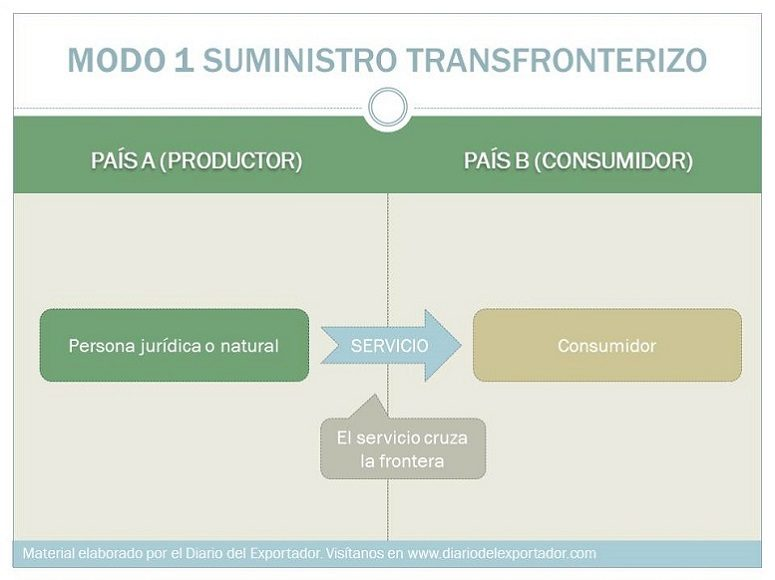 MODO 1 SUMINISTRO TRANSFRONTERIZO
PAÍS A (PRODUCTOR)
PAÍS B (CONSUMIDOR)
Persona jurídica o natural
SERVICIO
Consumidor
El servicio cruza
la frontera
Material elaborado por el Diario del Exportador. Visítanos en www.diariodelexportador.com